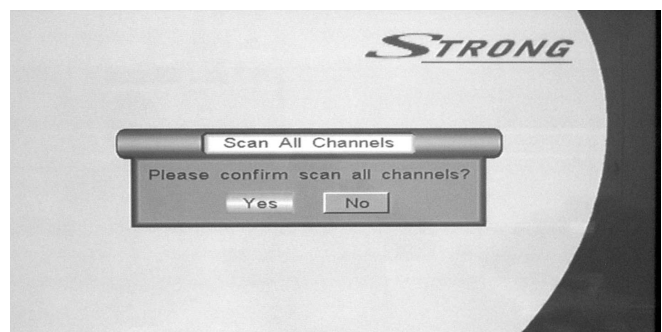 STRONG
Scan All Channels
Please confirm scan all channels?
Yes No